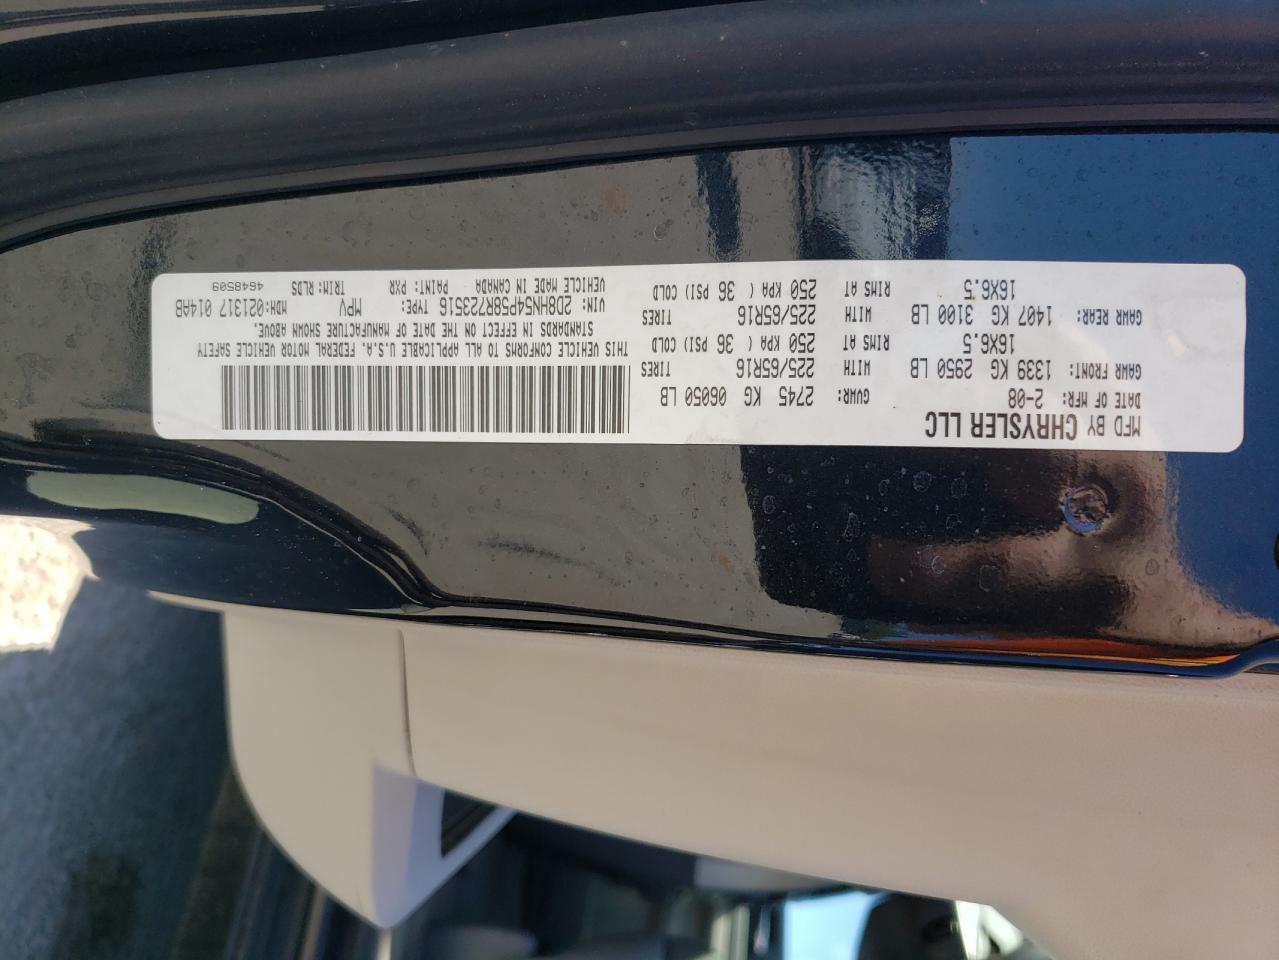 MFD BY CHRYSLER LLC
DATE OF MFR: 2-08 GVWR: 2745 KG 06050 LB
GAWR FRONT: 1339 KG 2950 LB WITH 225/65R16 TIRES
16X6.5 RIMS AT 250 KPA ( 36 PSI) COLD
GAWR REAR: 1407 KG 3100 LB WITH 225/65R16 TIRES
16X6.5 RIMS AT 250 KPA ( 36 PSI) COLD
THIS VEHICLE CONFORMS TO ALL APPLICABLE U.S.A. FEDERAL MOTOR VEHICLE SAFETY
STANDARDS IN EFFECT ON THE DATE OF MANUFACTURE SHOWN ABOVE.
VIN: 2D8HN54P58R723516 TYPE: MPV MDH:021317 014AB
VEHICLE MADE IN CANADA PAINT: PXR TRIM: RLDS 4648509